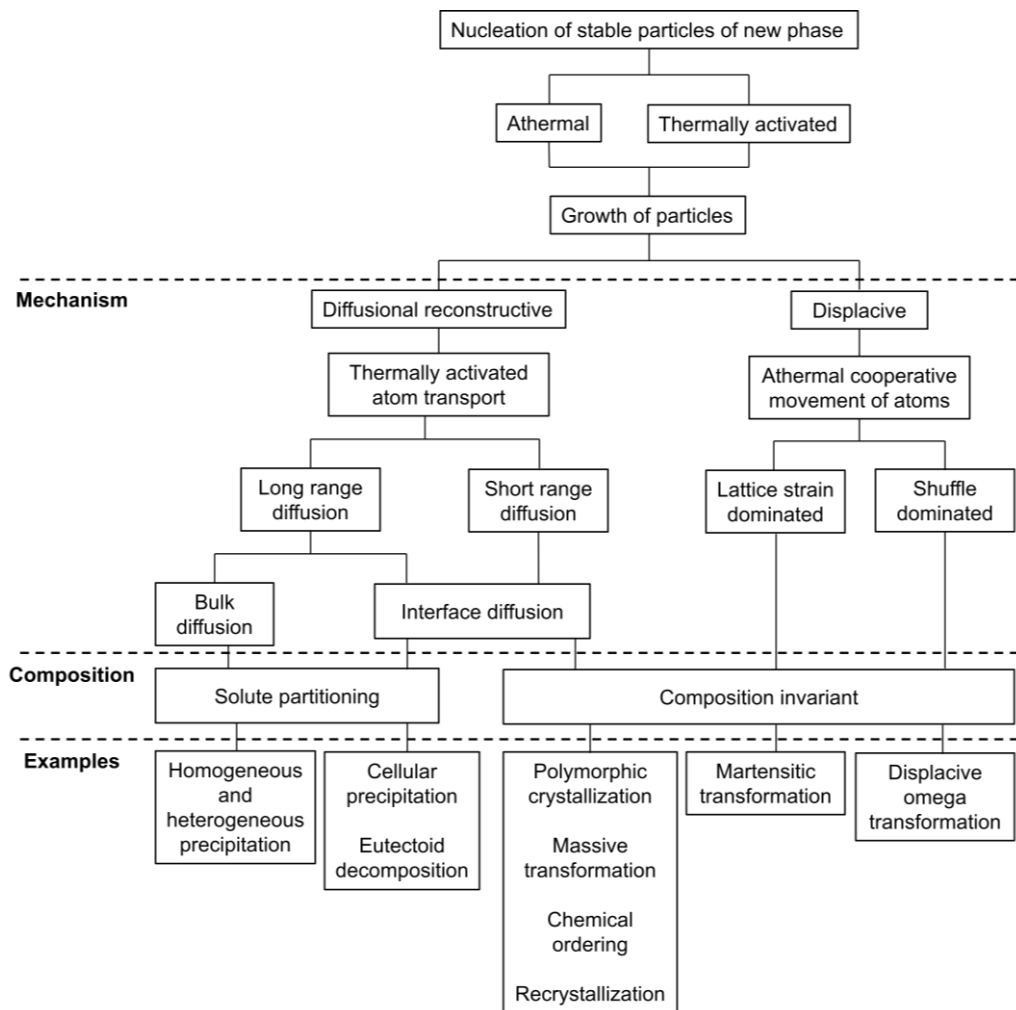 Nucleation of stable particles of new phase
Athermal
Thermally activated
Growth of particles
Mechanism
Diffusional reconstructive
Displacive
Thermally activated
atom transport
Athermal cooperative
movement of atoms
Long range
diffusion
Short range
diffusion
Lattice strain
dominated
Shuffle
dominated
Bulk
diffusion
Interface diffusion
Composition
Solute partitioning
Composition invariant
Examples
Homogeneous
and
heterogeneous
precipitation
Cellular
precipitation
Eutectoid
decomposition
Polymorphic
crystallization
Massive
transformation
Chemical
ordering
Recrystallization
Martensitic
transformation
Displacive
omega
transformation